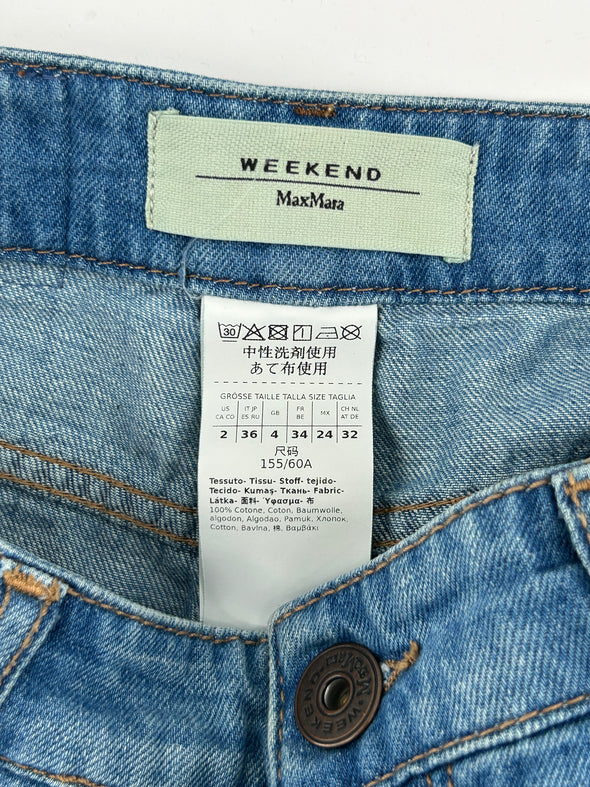 WEEKEND
MaxMara
30
中性洗剤使用
あて布使用
GRÖSSE TAILLE TALLA SIZE TAGLIA
US CA CO IT JP ES RU GB FR BE MX CH NL AT DE
2 36 4 34 24 32
尺码
155/60A
Tessuto- Tissu- Stoff- tejido-
Tecido- Kumaş- Ткань- Fabric-
Látka- 面料- Ύφασμα- 布
100% Cotone, Coton, Baumwolle,
algodon, Algodao, Pamuk, Хлопок,
Cotton, Bavlna, 棉, Βαμβάκι
WEEKEND MaxMara